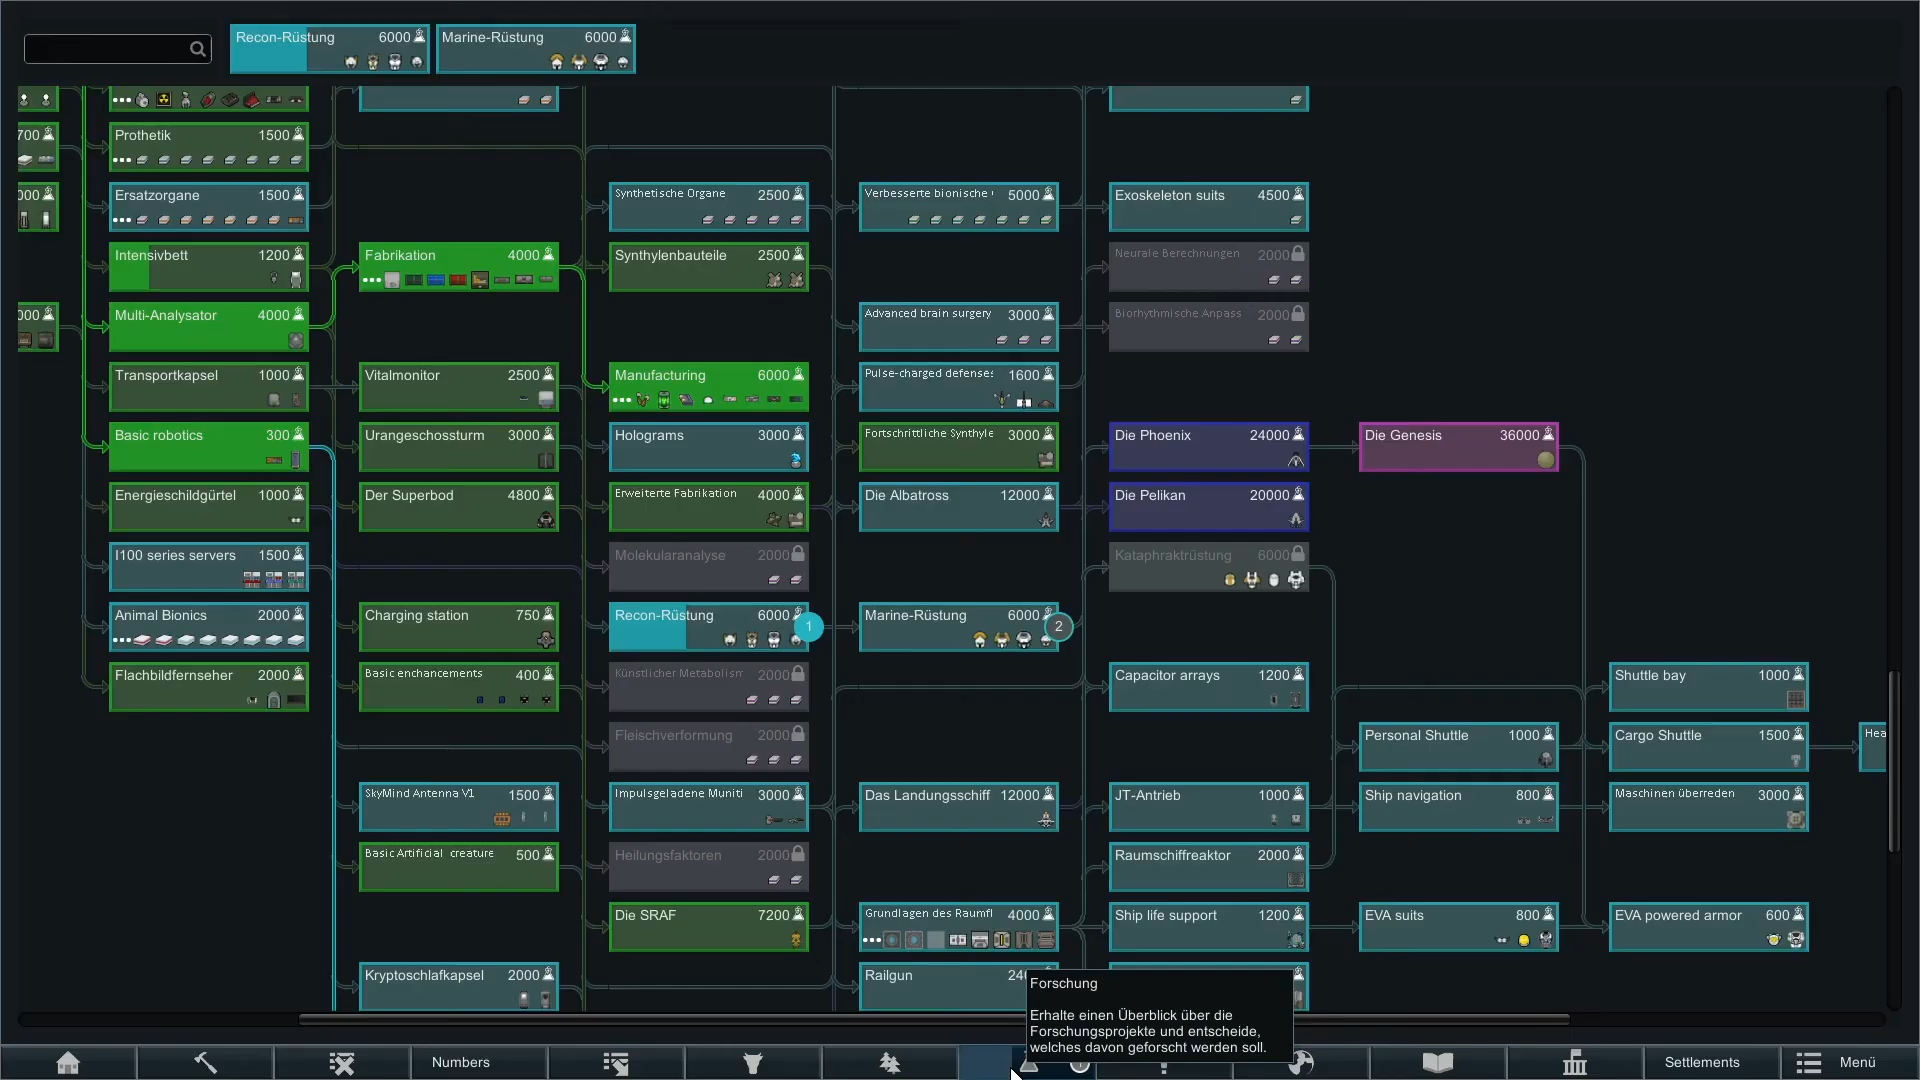 Recon-Rüstung 6000
Marine-Rüstung 6000
700
Prothetik 1500
000
Ersatzorgane 1500
Synthetische Organe 2500
Verbesserte bionische 5000
Exoskeleton suits 4500
Intensivbett 1200
Fabrikation 4000
Synthylenbauteile 2500
Neurale Berechnungen 2000
000
Multi-Analysator 4000
Advanced brain surgery 3000
Biorhythmische Anpass 2000
Transportkapsel 1000
Vitalmonitor 2500
Manufacturing 6000
Pulse-charged defenses 1600
Basic robotics 300
Urangeschossturm 3000
Holograms 3000
Fortschrittliche Synthyle 3000
Die Phoenix 24000
Die Genesis 36000
Energieschildgürtel 1000
Der Superbod 4800
Erweiterte Fabrikation 4000
Die Albatross 12000
Die Pelikan 20000
I100 series servers 1500
Molekularanalyse 2000
Kataphraktrüstung 6000
Animal Bionics 2000
Charging station 750
Recon-Rüstung 6000
1
Marine-Rüstung 6000
2
Flachbildfernseher 2000
Basic enchancements 400
Künstlicher Metabolism 2000
Capacitor arrays 1200
Shuttle bay 1000
Fleischverformung 2000
Personal Shuttle 1000
Cargo Shuttle 1500
Hea
SkyMind Antenna V1 1500
Impulsgeladene Muniti 3000
Das Landungsschiff 12000
JT-Antrieb 1000
Ship navigation 800
Maschinen überreden 3000
Basic Artificial creature 500
Heilungsfaktoren 2000
Raumschiffreaktor 2000
Die SRAF 7200
Grundlagen des Raumfl 4000
Ship life support 1200
EVA suits 800
EVA powered armor 600
Kryptoschlafkapsel 2000
Railgun 240
Forschung
Erhalte einen Überblick über die
Forschungsprojekte und entscheide,
welches davon geforscht werden soll.
Numbers
Settlements
Menü